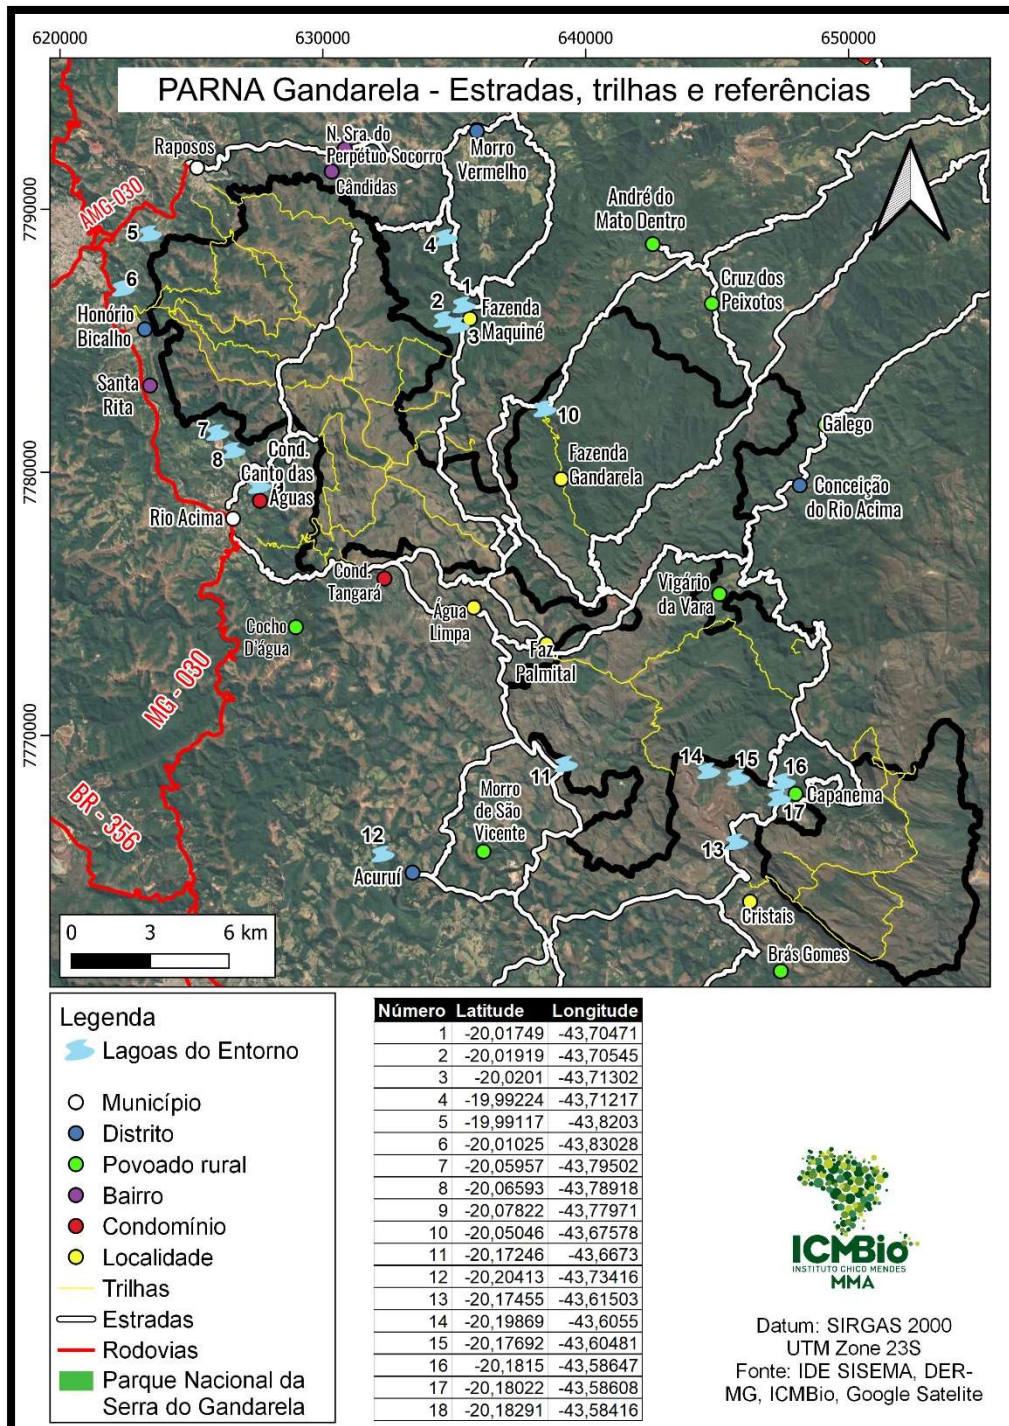 620000
630000
640000
650000
PARNA Gandarela - Estradas, trilhas e referências
7790000
7780000
7770000
Raposos
N. Sra. do
Perpétuo Socorro
Cândidas
Morro
Vermelho
AMG-030
André do
Mato Dentro
5
4
Cruz dos
Peixotos
6
1
2
3
Fazenda
Maquiné
Honório
Bicalho
Santa
Rita
10
7
8
Galego
Cond.
Canto das
Águas
Fazenda
Gandarela
Conceição
do Rio Acima
Rio Acima
Cond.
Tangará
Vigário
da Vara
Água
Limpa
Cocho
D'água
Faz.
Palmital
MG - 030
14
15
16
11
Capanema
17
BR - 356
Morro
de São
Vicente
12
13
Acuruí
Cristais
Brás Gomes
0 3 6 km
Legenda
Lagoas do Entorno
Município
Distrito
Povoado rural
Bairro
Condomínio
Localidade
Trilhas
Estradas
Rodovias
Parque Nacional da
Serra do Gandarela
Número Latitude Longitude
1 -20,01749 -43,70471
2 -20,01919 -43,70545
3 -20,0201 -43,71302
4 -19,99224 -43,71217
5 -19,99117 -43,8203
6 -20,01025 -43,83028
7 -20,05957 -43,79502
8 -20,06593 -43,78918
9 -20,07822 -43,77971
10 -20,05046 -43,67578
11 -20,17246 -43,6673
12 -20,20413 -43,73416
13 -20,17455 -43,61503
14 -20,19869 -43,6055
15 -20,17692 -43,60481
16 -20,1815 -43,58647
17 -20,18022 -43,58608
18 -20,18291 -43,58416
ICMBio
INSTITUTO CHICO MENDES
MMA
Datum: SIRGAS 2000
UTM Zone 23S
Fonte: IDE SISEMA, DER-
MG, ICMBio, Google Satelite